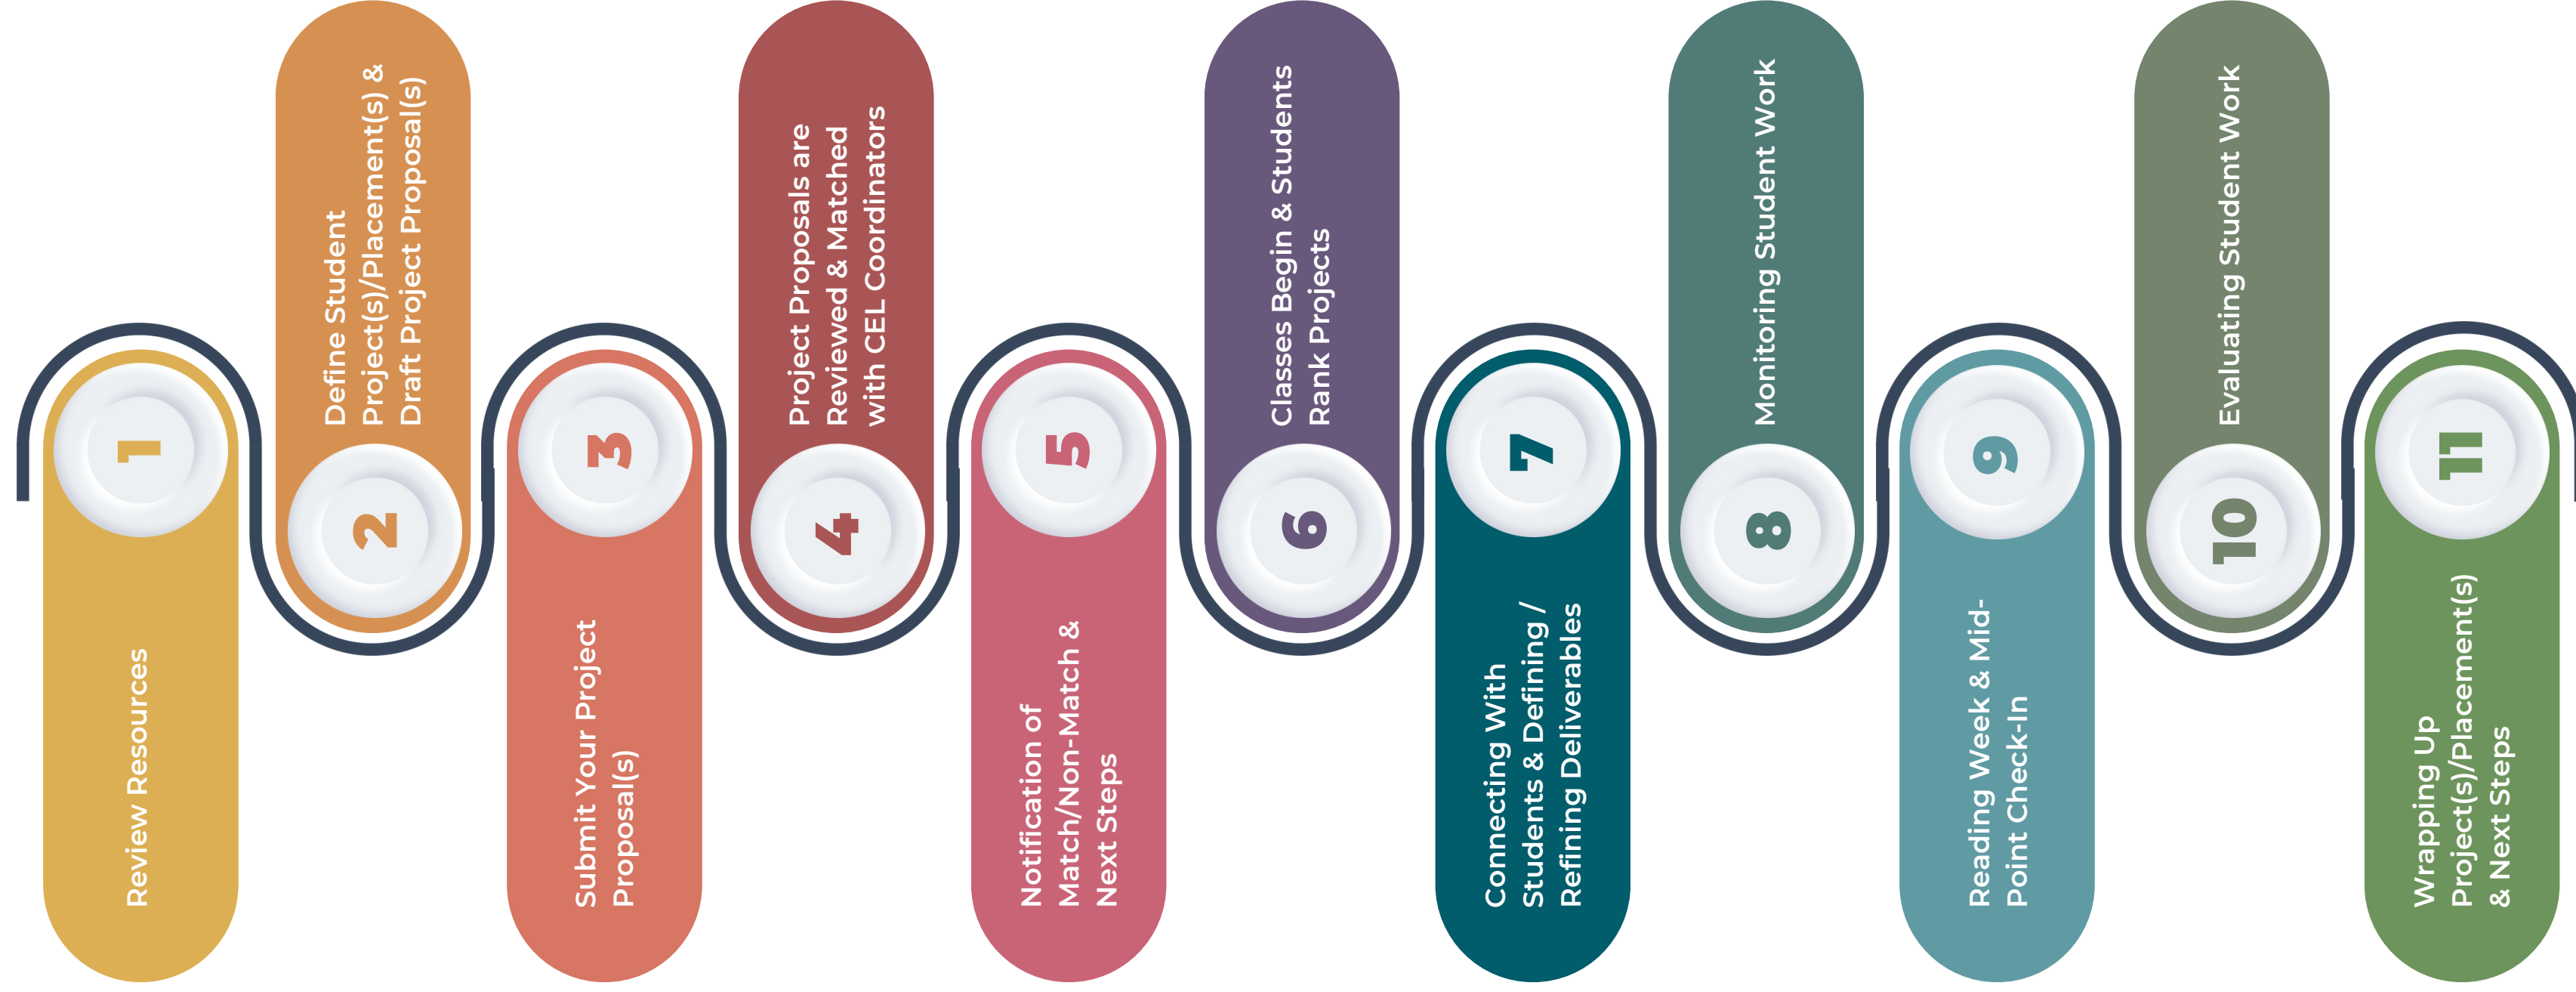 1
Review Resources
2
Define Student
Project(s)/Placement(s) &
Draft Project Proposal(s)
3
Submit Your Project
Proposal(s)
4
Project Proposals are
Reviewed & Matched
with CEL Coordinators
5
Notification of
Match/Non-Match &
Next Steps
6
Classes Begin & Students
Rank Projects
7
Connecting With
Students & Defining /
Refining Deliverables
8
Monitoring Student Work
9
Reading Week & Mid-
Point Check-In
10
Evaluating Student Work
11
Wrapping Up
Project(s)/Placement(s)
& Next Steps